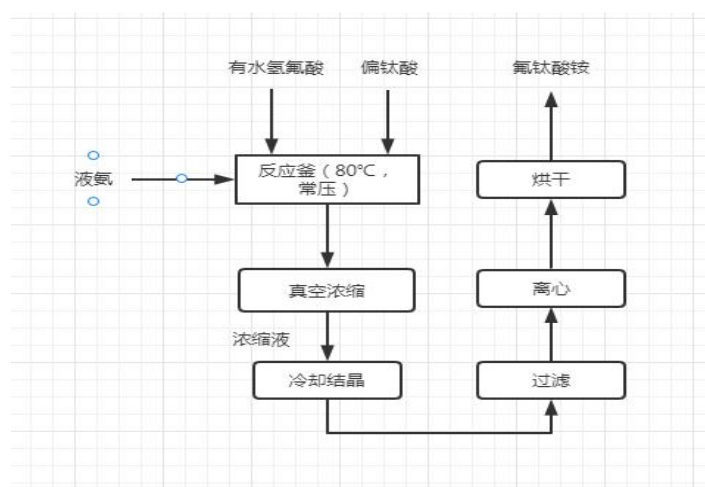 有水氢氟酸
偏钛酸
氟钛酸铵
液氨
反应釜（80℃，
常压）
烘干
真空浓缩
离心
浓缩液
冷却结晶
过滤